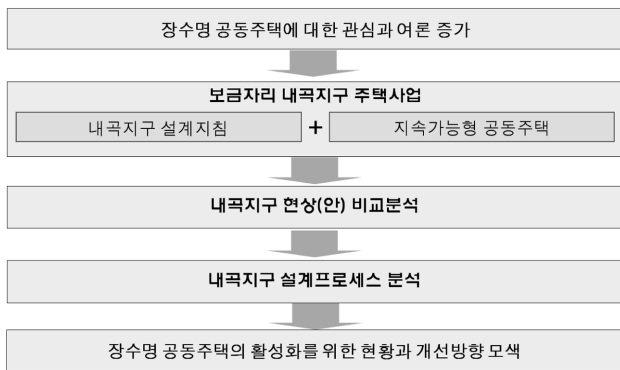 장수명 공동주택에 대한 관심과 여론 증가
보금자리 내곡지구 주택사업
내곡지구 설계지침 + 지속가능형 공동주택
내곡지구 현상(안) 비교분석
내곡지구 설계프로세스 분석
장수명 공동주택의 활성화를 위한 현황과 개선방향 모색